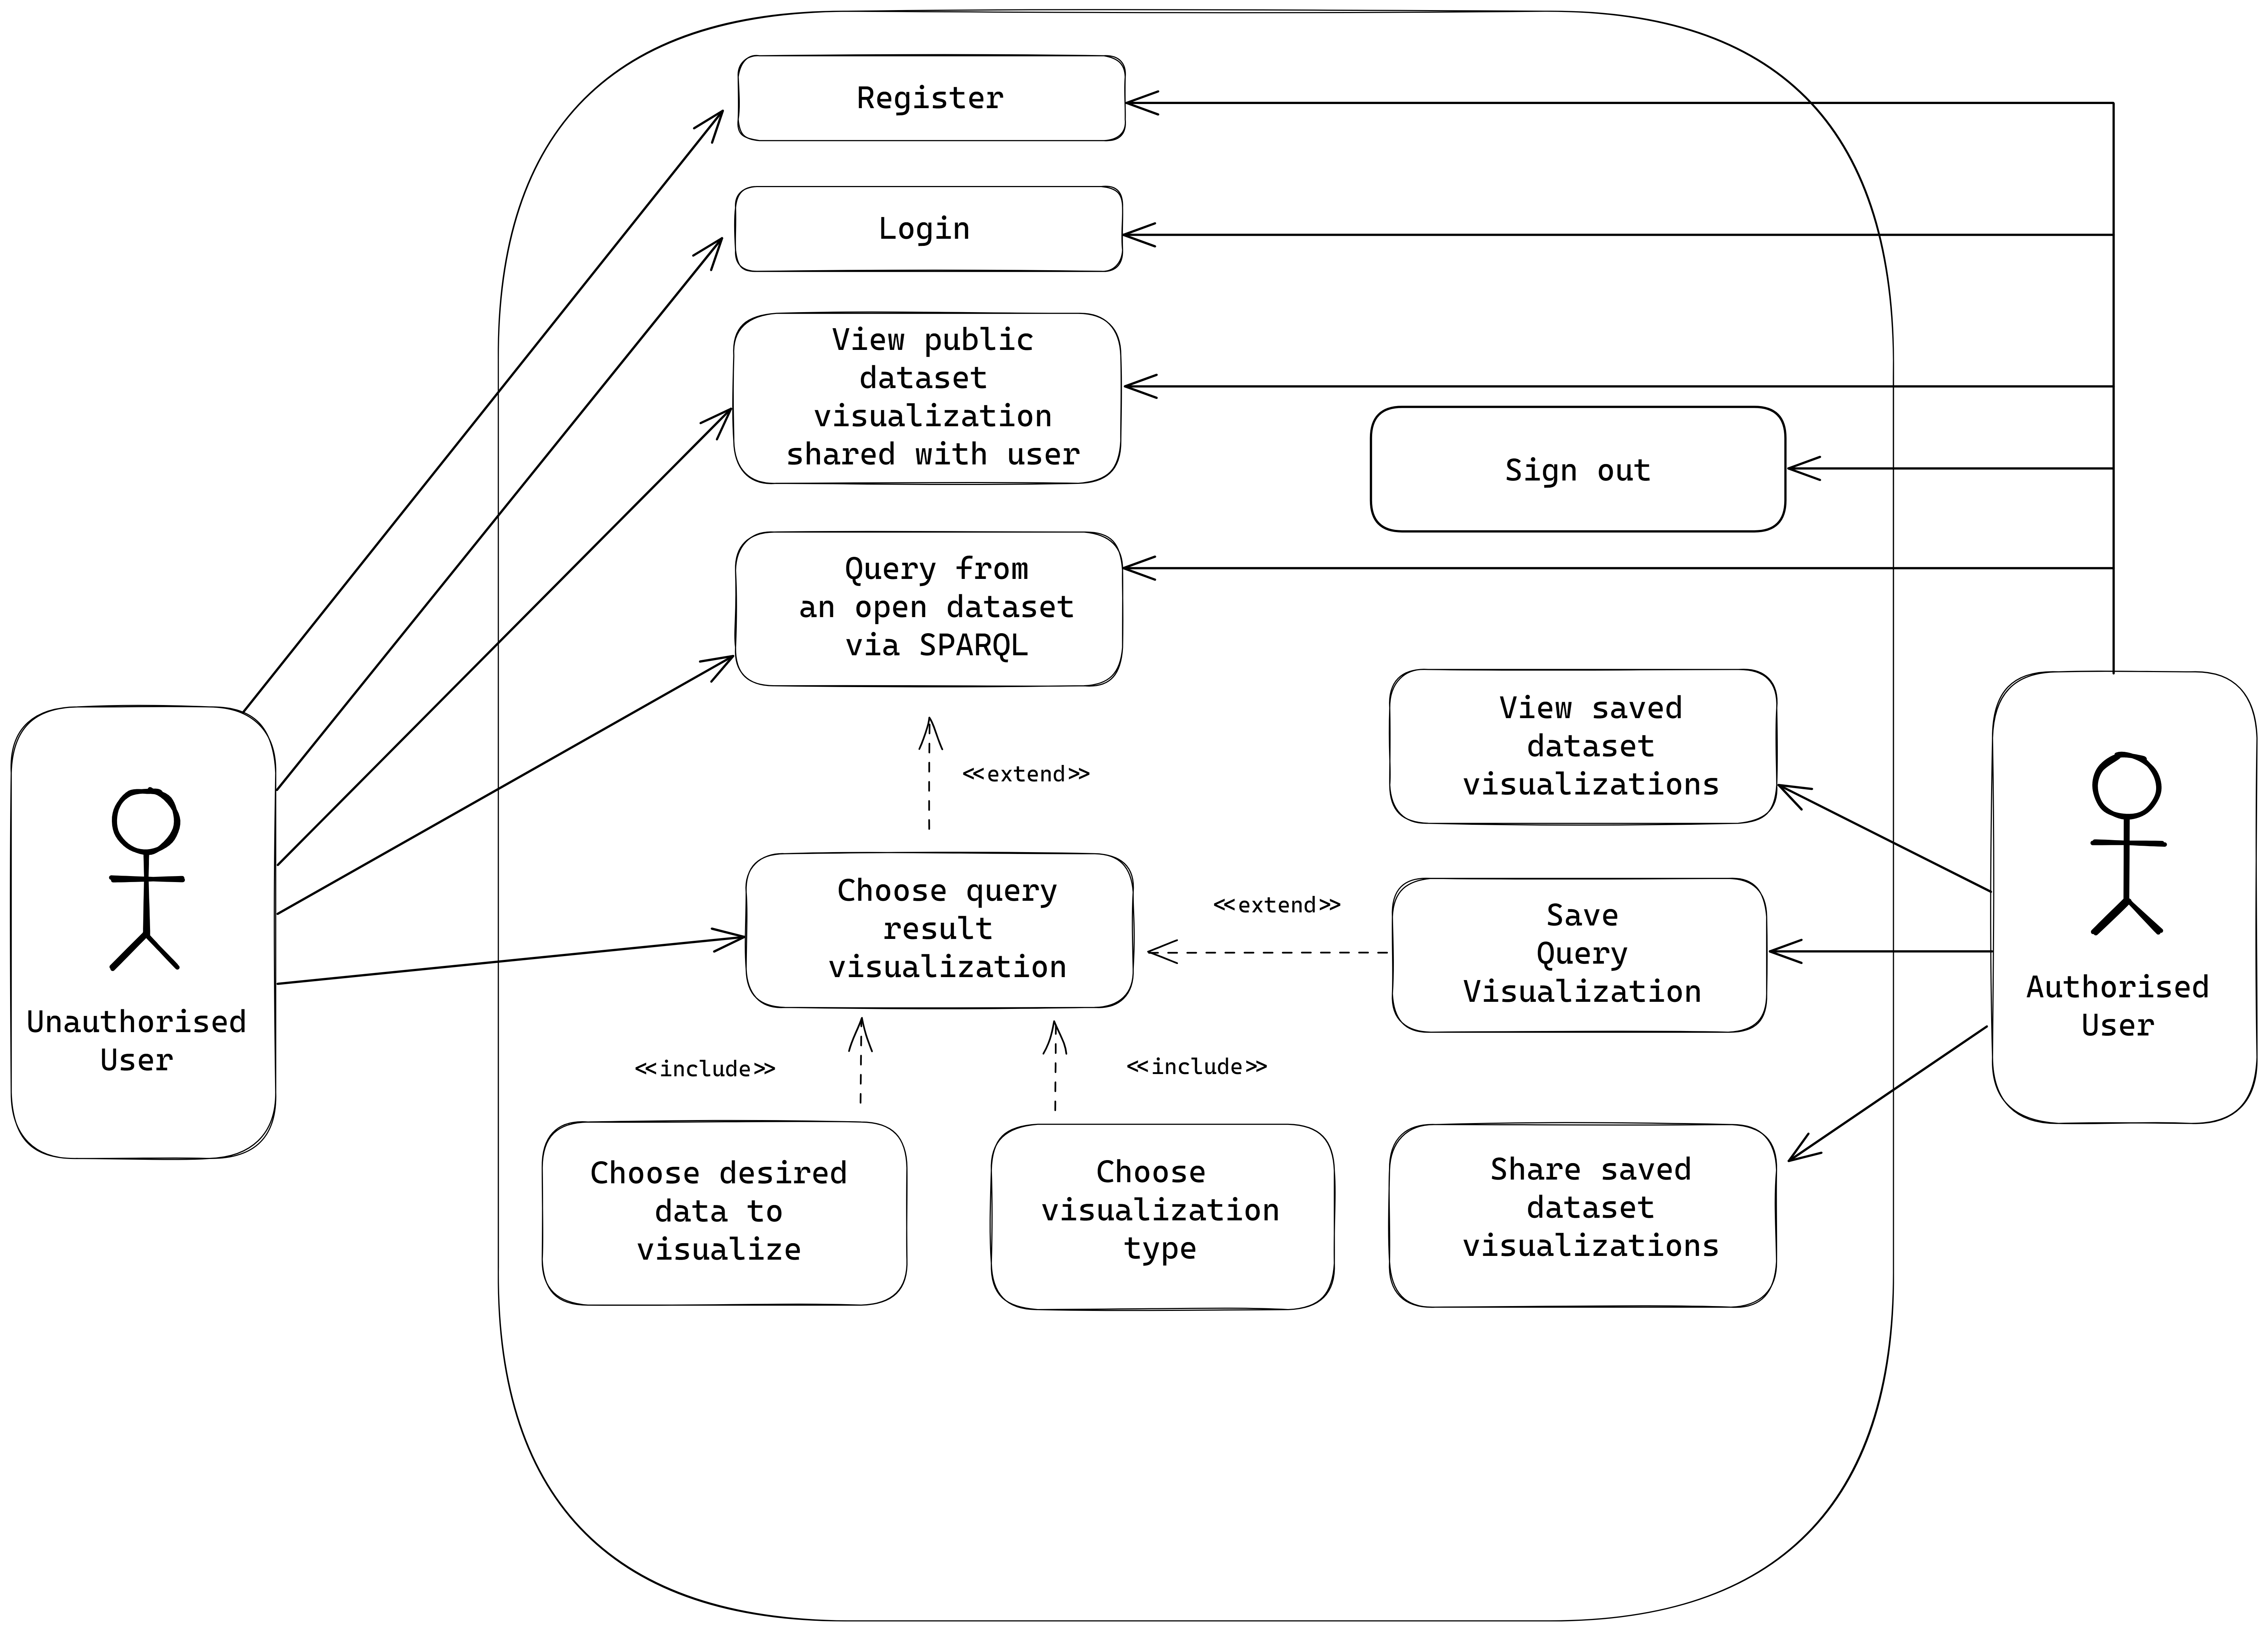 Register
Login
View public
dataset
visualization
shared with user
Sign out
Query from
an open dataset
via SPARQL
View saved
dataset
visualizations
<<extend>>
Choose query
result
visualization
<<extend>>
Save
Query
Visualization
Unauthorised
User
Authorised
User
<<include>>
<<include>>
Choose desired
data to
visualize
Choose
visualization
type
Share saved
dataset
visualizations